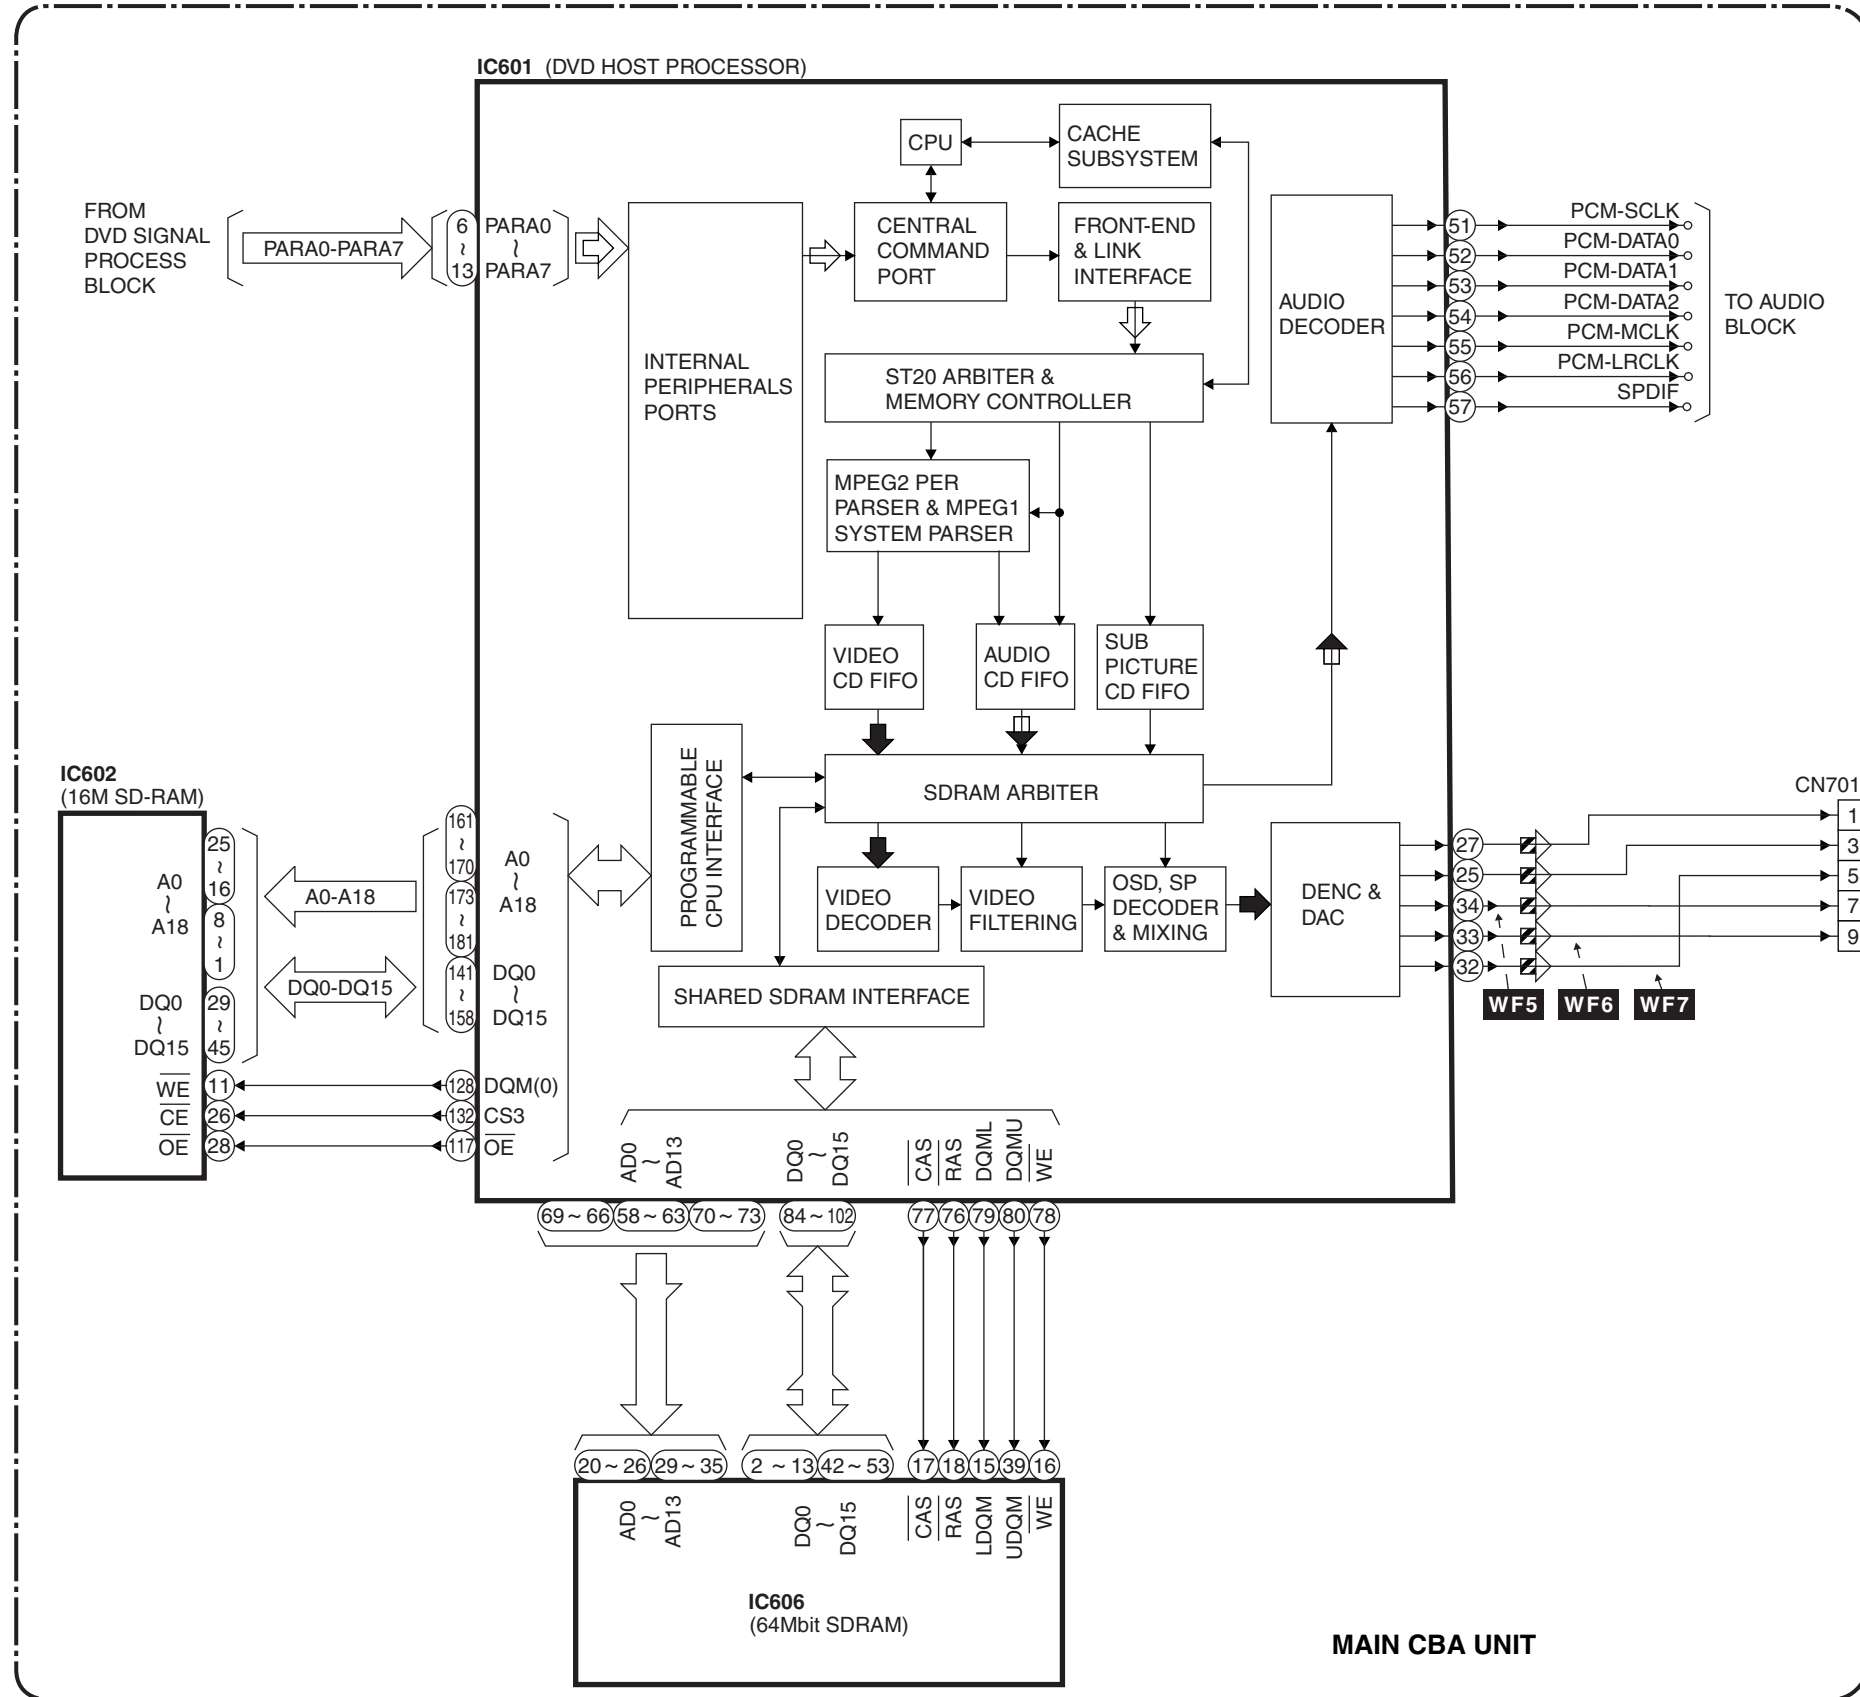 IC601 (DVD HOST PROCESSOR)
CPU
CACHE
SUBSYSTEM
FROM
DVD SIGNAL
PROCESS
BLOCK
PARA0-PARA7
6
~
13
PARA0
~
PARA7
INTERNAL
PERIPHERALS
PORTS
CENTRAL
COMMAND
PORT
FRONT-END
& LINK
INTERFACE
AUDIO
DECODER
51 PCM-SCLK
52 PCM-DATA0
53 PCM-DATA1
54 PCM-DATA2
55 PCM-MCLK
56 PCM-LRCLK
57 SPDIF
TO AUDIO
BLOCK
ST20 ARBITER &
MEMORY CONTROLLER
MPEG2 PER
PARSER & MPEG1
SYSTEM PARSER
VIDEO
CD FIFO
AUDIO
CD FIFO
SUB
PICTURE
CD FIFO
PROGRAMMABLE
CPU INTERFACE
SDRAM ARBITER
VIDEO
DECODER
VIDEO
FILTERING
OSD, SP
DECODER
& MIXING
DENC &
DAC
SHARED SDRAM INTERFACE
27
25
34
33
32
CN701
1
3
5
7
9
WF5 WF6 WF7
IC602
(16M SD-RAM)
A0
~
A18
25
~
16
8
~
1
A0-A18
161
~
170
173
~
181
A0
~
A18
DQ0
~
DQ15
29
~
45
DQ0-DQ15
141
~
158
DQ0
~
DQ15
WE 11 128 DQM(0)
CE 26 132 CS3
OE 28 117 OE
AD0
~
AD13
DQ0
~
DQ15
CAS
RAS
DQML
DQMU
WE
69 ~ 66 58 ~ 63 70 ~ 73 84 ~ 102 77 76 79 80 78
20 ~ 26 29 ~ 35 2 ~ 13 42 ~ 53 17 18 15 39 16
AD0
~
AD13
DQ0
~
DQ15
CAS
RAS
LDQM
UDQM
WE
IC606
(64Mbit SDRAM)
MAIN CBA UNIT